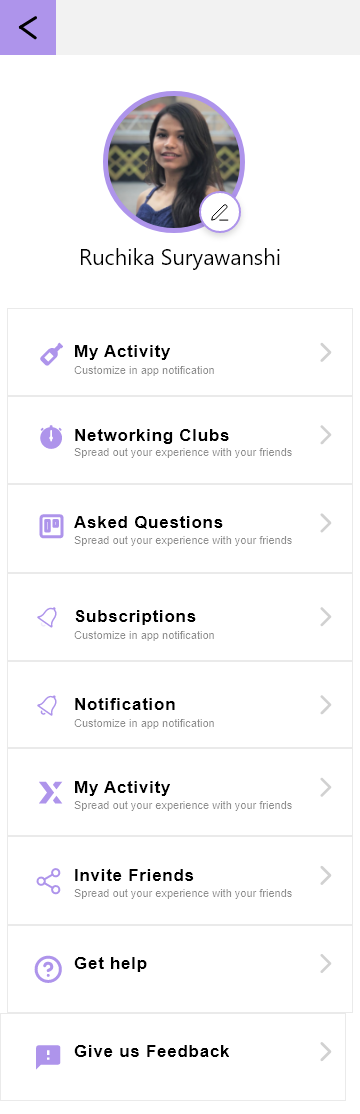 Ruchika Suryawanshi
My Activity
Customize in app notification
Networking Clubs
Spread out your experience with your friends
Asked Questions
Spread out your experience with your friends
Subscriptions
Customize in app notification
Notification
Customize in app notification
My Activity
Spread out your experience with your friends
Invite Friends
Spread out your experience with your friends
Get help
Give us Feedback